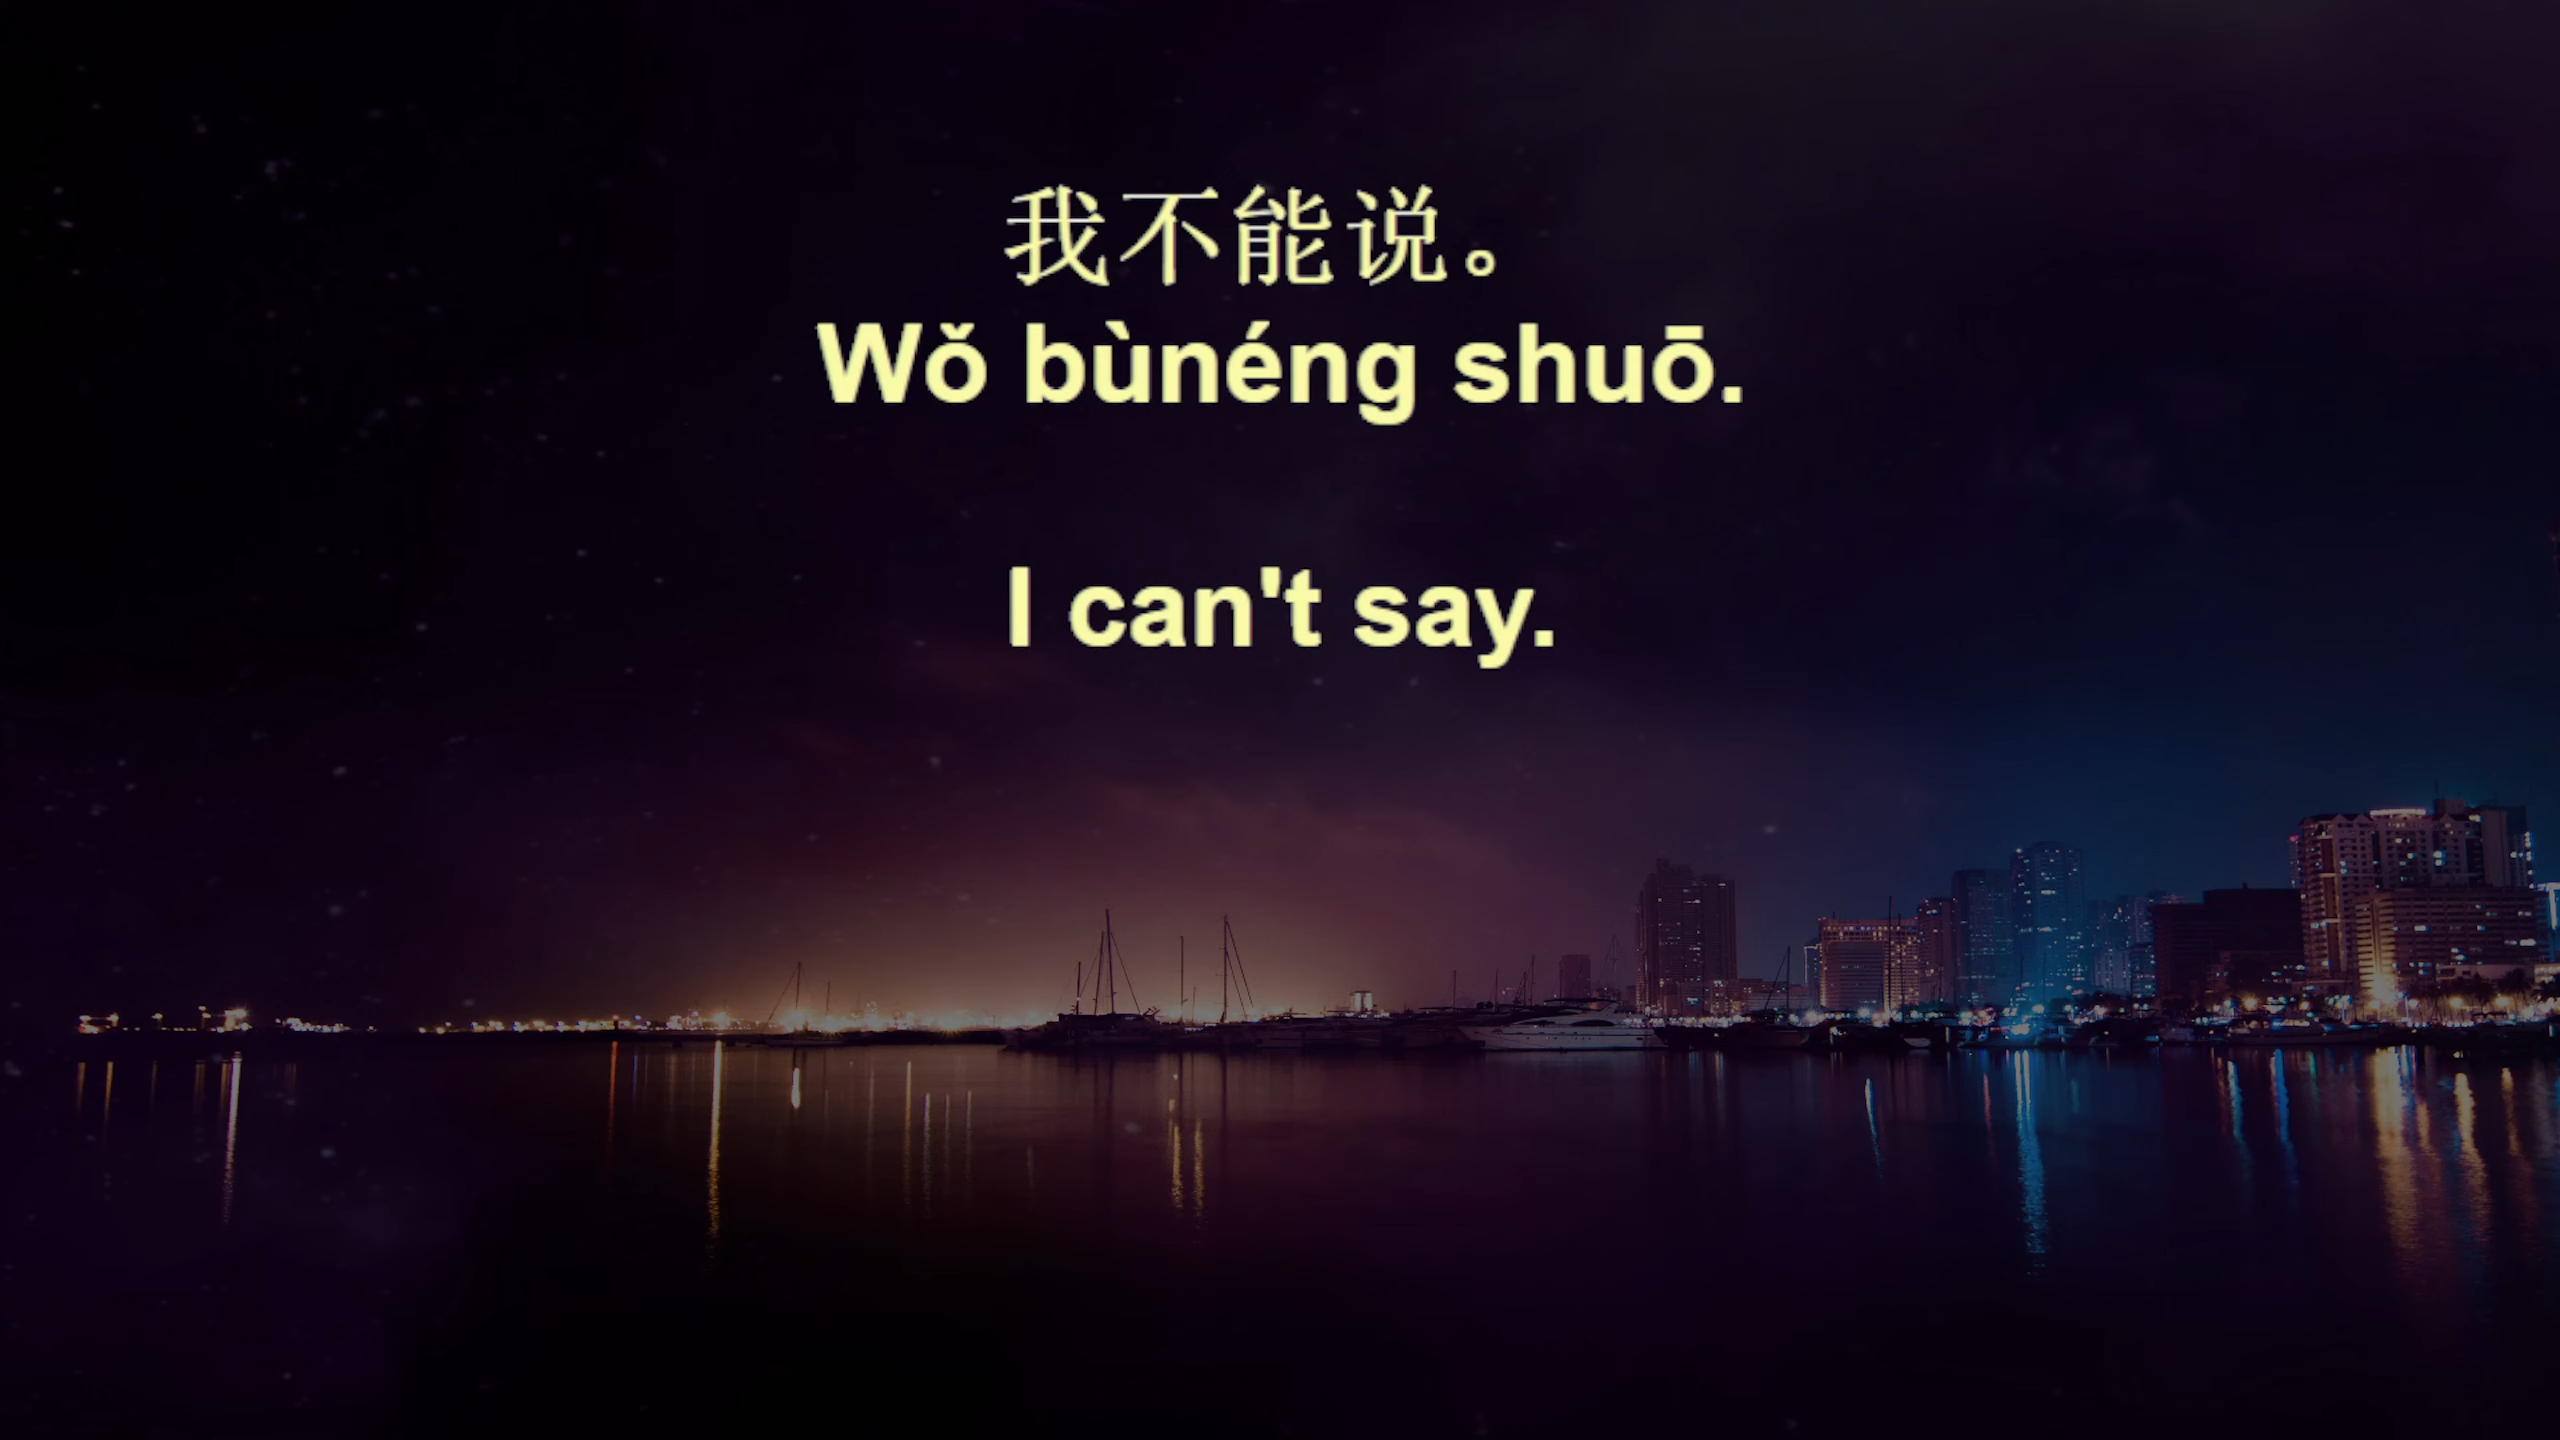 我不能说。
Wǒ bùnéng shuō.
I can't say.